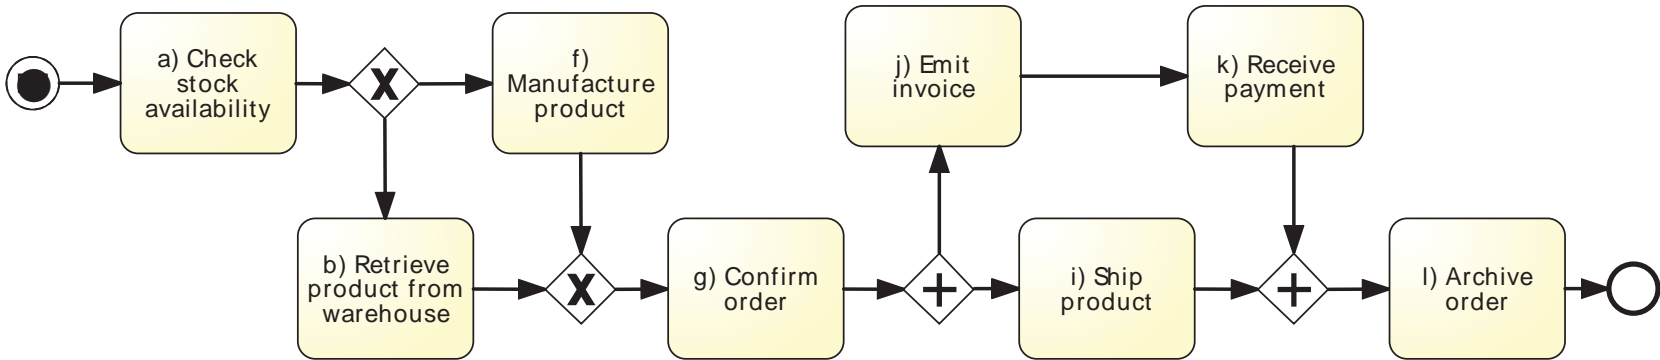 a) Check
stock
availability
X
f)
Manufacture
product
j) Emit
invoice
k) Receive
payment
b) Retrieve
product from
warehouse
X
g) Confirm
order
+
i) Ship
product
+
l) Archive
order